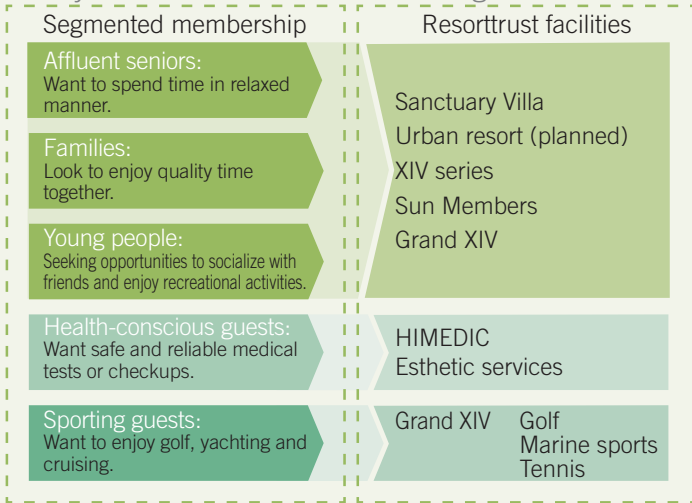 Segmented membership
Affluent seniors:
Want to spend time in relaxed
manner.
Families:
Look to enjoy quality time
together.
Young people:
Seeking opportunities to socialize with
friends and enjoy recreational activities.
Health-conscious guests:
Want safe and reliable medical
tests or checkups.
Sporting guests:
Want to enjoy golf, yachting and
cruising.
Resorttrust facilities
Sanctuary Villa
Urban resort (planned)
XIV series
Sun Members
Grand XIV
HIMEDIC
Esthetic services
Grand XIV
Golf
Marine sports
Tennis